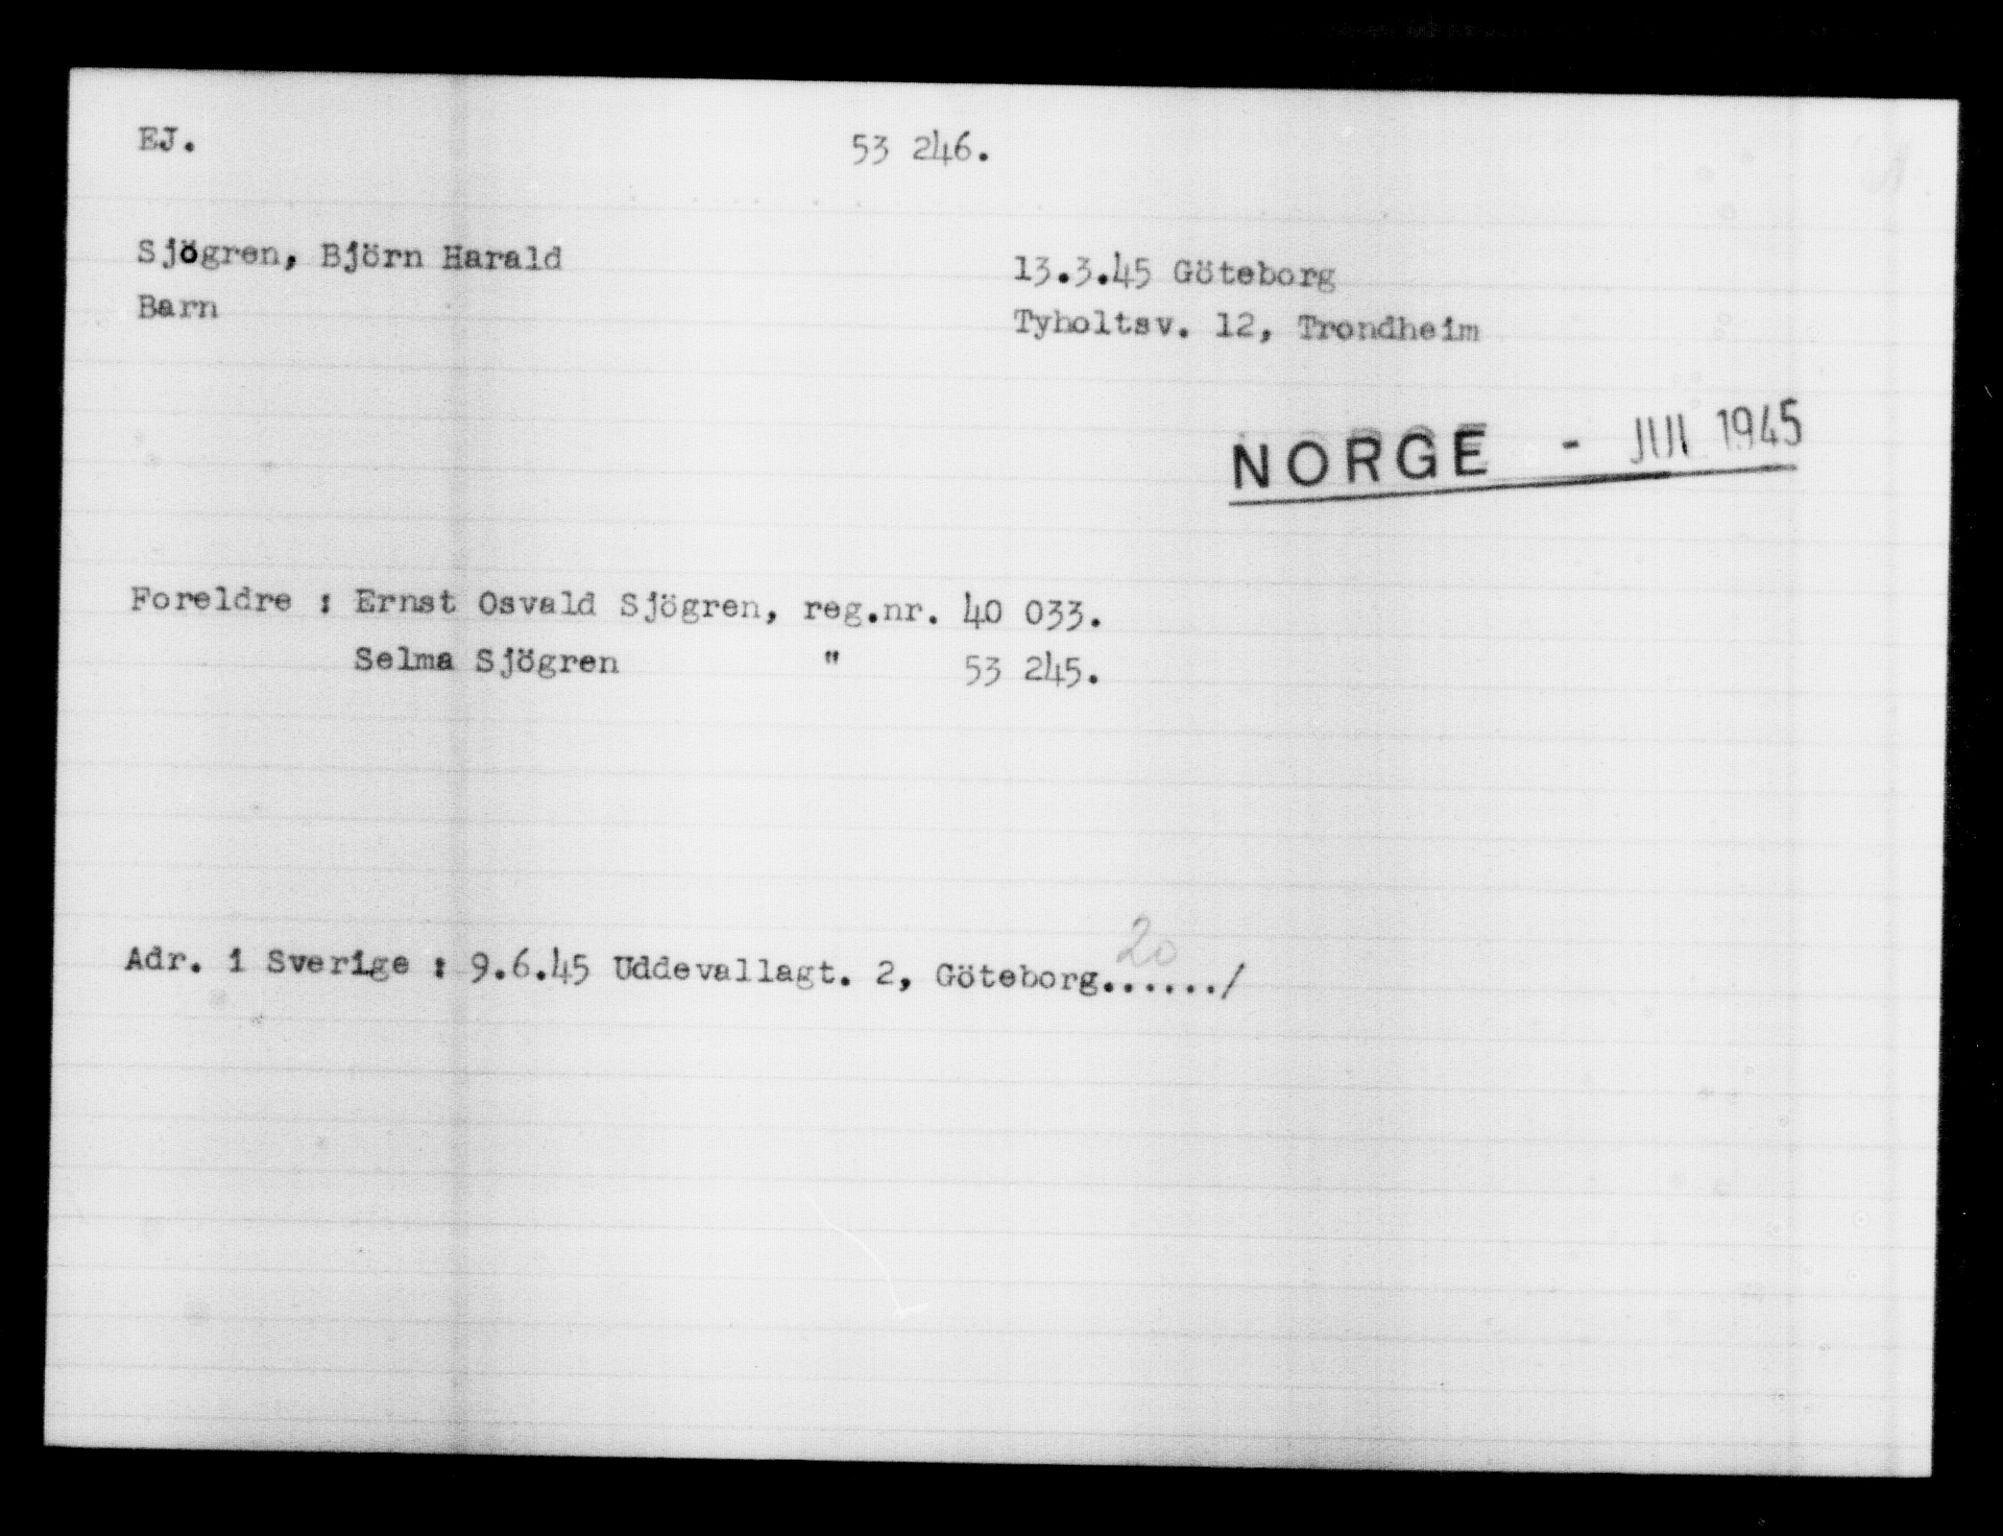 EJ.
53 246.
Sjögren, Björn Harald
13.3.45 Göteborg
Barn
Tyholtsv. 12, Trondheim
NORGE - JUL 1945
Foreldre : Ernst Osvald Sjögren, reg.nr. 40 033.
Selma Sjögren " 53 245.
20
Adr. i Sverige : 9.6.45 Uddevallagt. 2, Göteborg....../